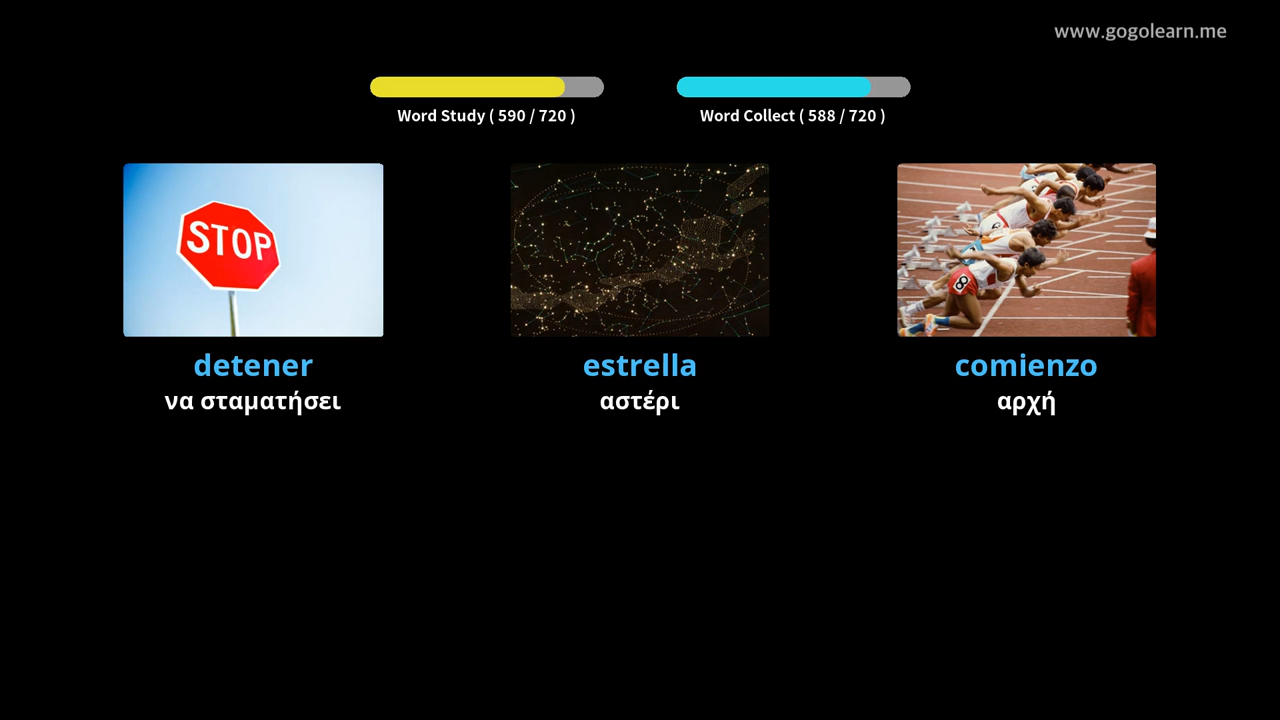 www.gogolearn.me
Word Study ( 590 / 720 )
Word Collect ( 588 / 720 )
STOP
8
detener
estrella
comienzo
να σταματήσει
αστέρι
αρχή